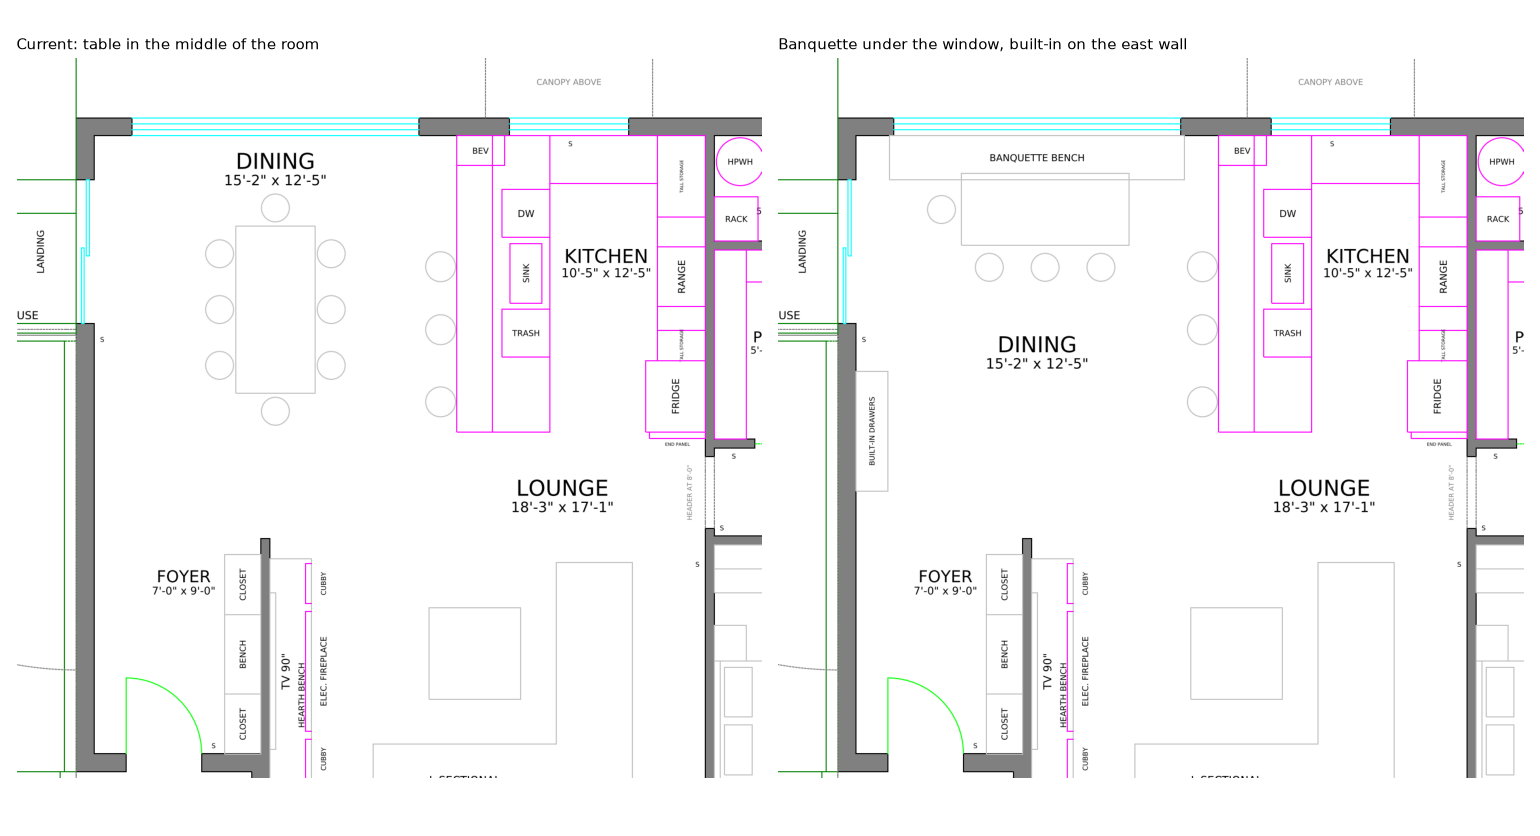 Current: table in the middle of the room
CANOPY ABOVE
DINING
15'-2" x 12'-5"
BEV
S
TALL STORAGE
HPWH
DW
RACK
S
LANDING
SINK
KITCHEN
10'-5" x 12'-5"
RANGE
USE
S
TRASH
P
5'-
FRIDGE
END PANEL
S
LOUNGE
18'-3" x 17'-1"
HEADER AT 8'-0"
S
S
FOYER
7'-0" x 9'-0"
CLOSET
CUBBY
BENCH
TV 90"
HEARTH BENCH
ELEC. FIREPLACE
CLOSET
S
CUBBY
Banquette under the window, built-in on the east wall
CANOPY ABOVE
BANQUETTE BENCH
BEV
S
TALL STORAGE
HPWH
DW
RACK
S
LANDING
SINK
KITCHEN
10'-5" x 12'-5"
RANGE
USE
S
TRASH
DINING
15'-2" x 12'-5"
P
5'-
BUILT-IN DRAWERS
FRIDGE
END PANEL
S
LOUNGE
18'-3" x 17'-1"
HEADER AT 8'-0"
S
S
FOYER
7'-0" x 9'-0"
CLOSET
CUBBY
BENCH
TV 90"
HEARTH BENCH
ELEC. FIREPLACE
CLOSET
S
CUBBY